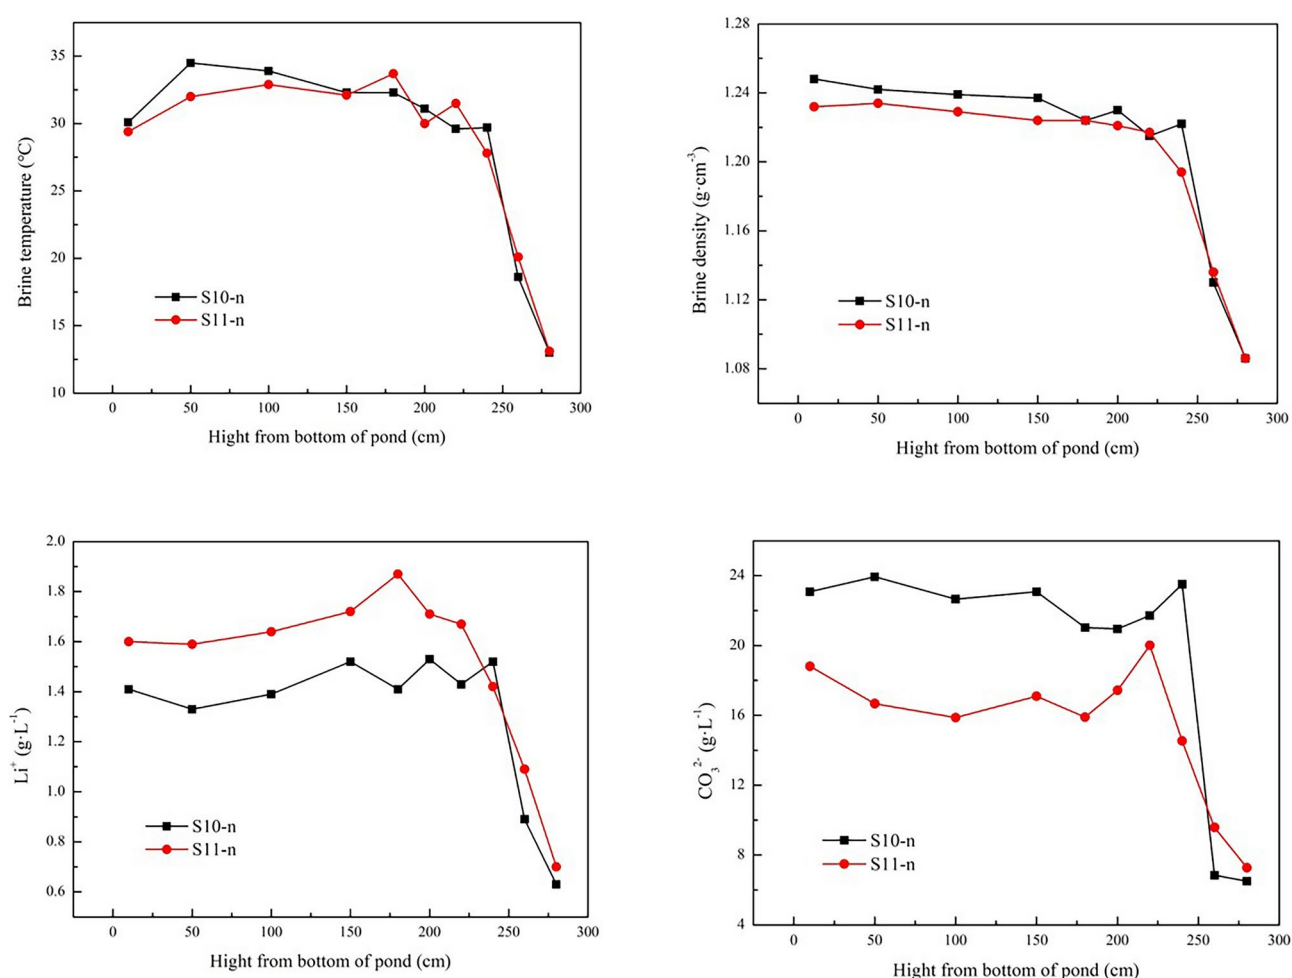 35
30
25
20
15
10
Brine temperature (℃)
S10-n
S11-n
0 50 100 150 200 250 300
Hight from bottom of pond (cm)
1.28
1.24
1.20
1.16
1.12
1.08
Brine density (g·cm⁻³)
S10-n
S11-n
0 50 100 150 200 250 300
Hight from bottom of pond (cm)
2.0
1.8
1.6
1.4
1.2
1.0
0.8
0.6
Li⁺ (g·L⁻¹)
S10-n
S11-n
0 50 100 150 200 250 300
Hight from bottom of pond (cm)
24
20
16
12
8
4
CO₃²⁻ (g·L⁻¹)
S10-n
S11-n
0 50 100 150 200 250 300
Hight from bottom of pond (cm)